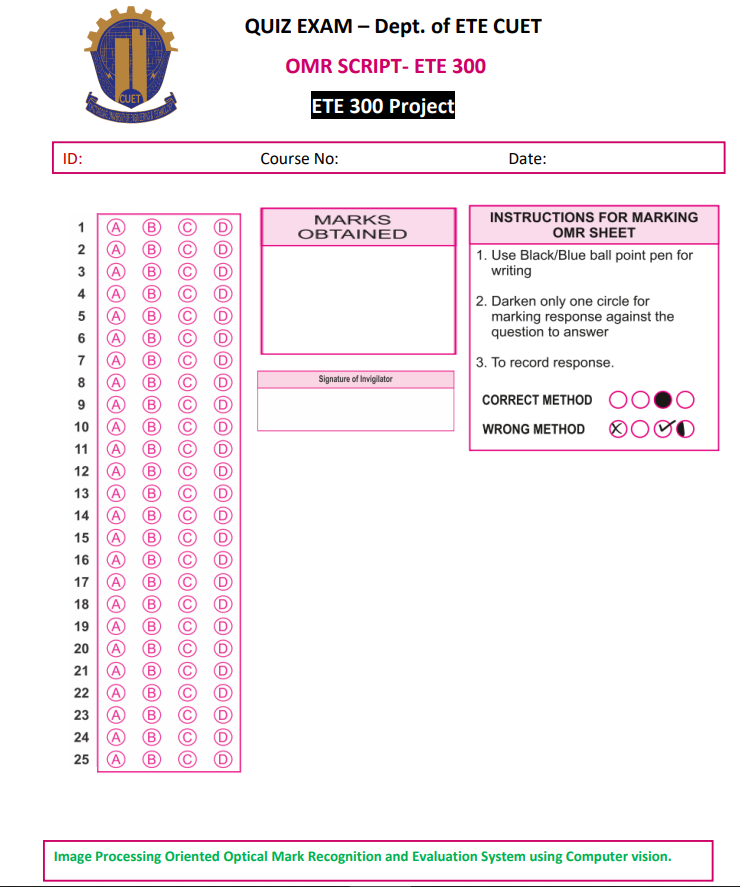 QUIZ EXAM – Dept. of ETE CUET
OMR SCRIPT- ETE 300
ETE 300 Project
CUET
ID: Course No: Date:
1 A B C D
2 A B C D
3 A B C D
4 A B C D
5 A B C D
6 A B C D
7 A B C D
8 A B C D
9 A B C D
10 A B C D
11 A B C D
12 A B C D
13 A B C D
14 A B C D
15 A B C D
16 A B C D
17 A B C D
18 A B C D
19 A B C D
20 A B C D
21 A B C D
22 A B C D
23 A B C D
24 A B C D
25 A B C D
MARKS
OBTAINED
Signature of Invigilator
INSTRUCTIONS FOR MARKING
OMR SHEET
1. Use Black/Blue ball point pen for
writing
2. Darken only one circle for
marking response against the
question to answer
3. To record response.
CORRECT METHOD
WRONG METHOD
Image Processing Oriented Optical Mark Recognition and Evaluation System using Computer vision.